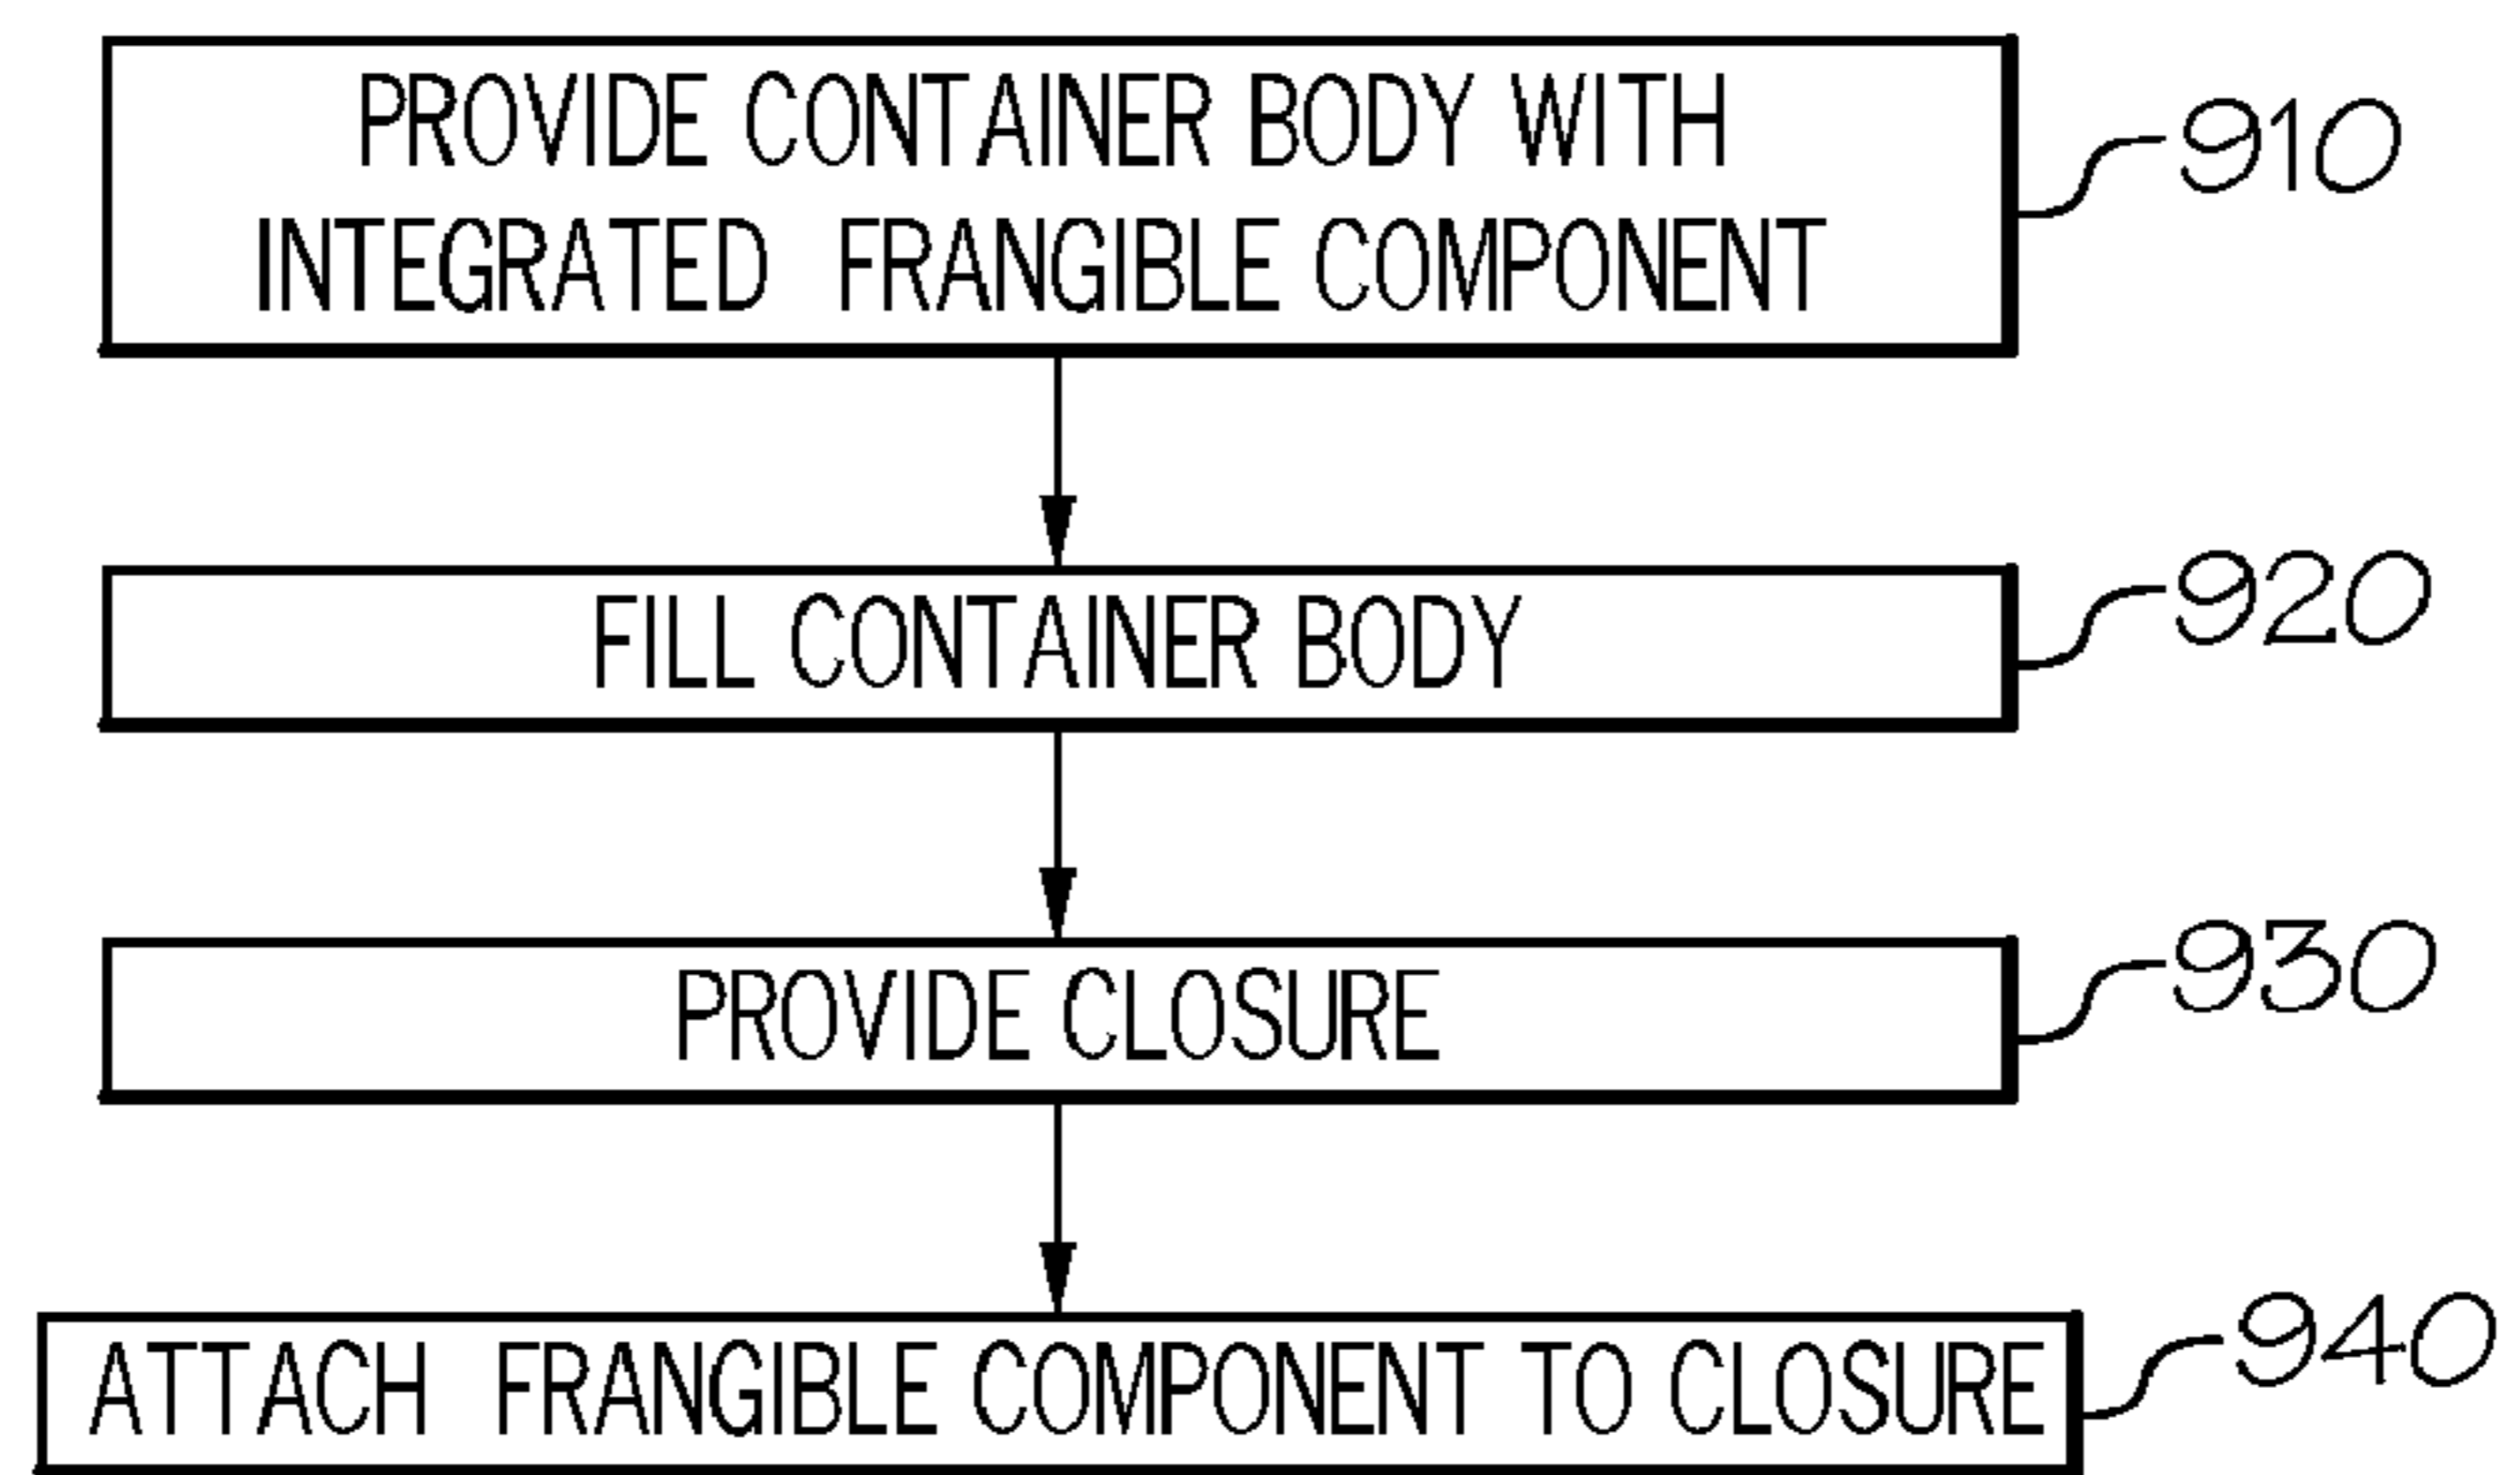 PROVIDE CONTAINER BODY WITH
INTEGRATED FRANGIBLE COMPONENT
910
FILL CONTAINER BODY
920
PROVIDE CLOSURE
930
ATTACH FRANGIBLE COMPONENT TO CLOSURE
940